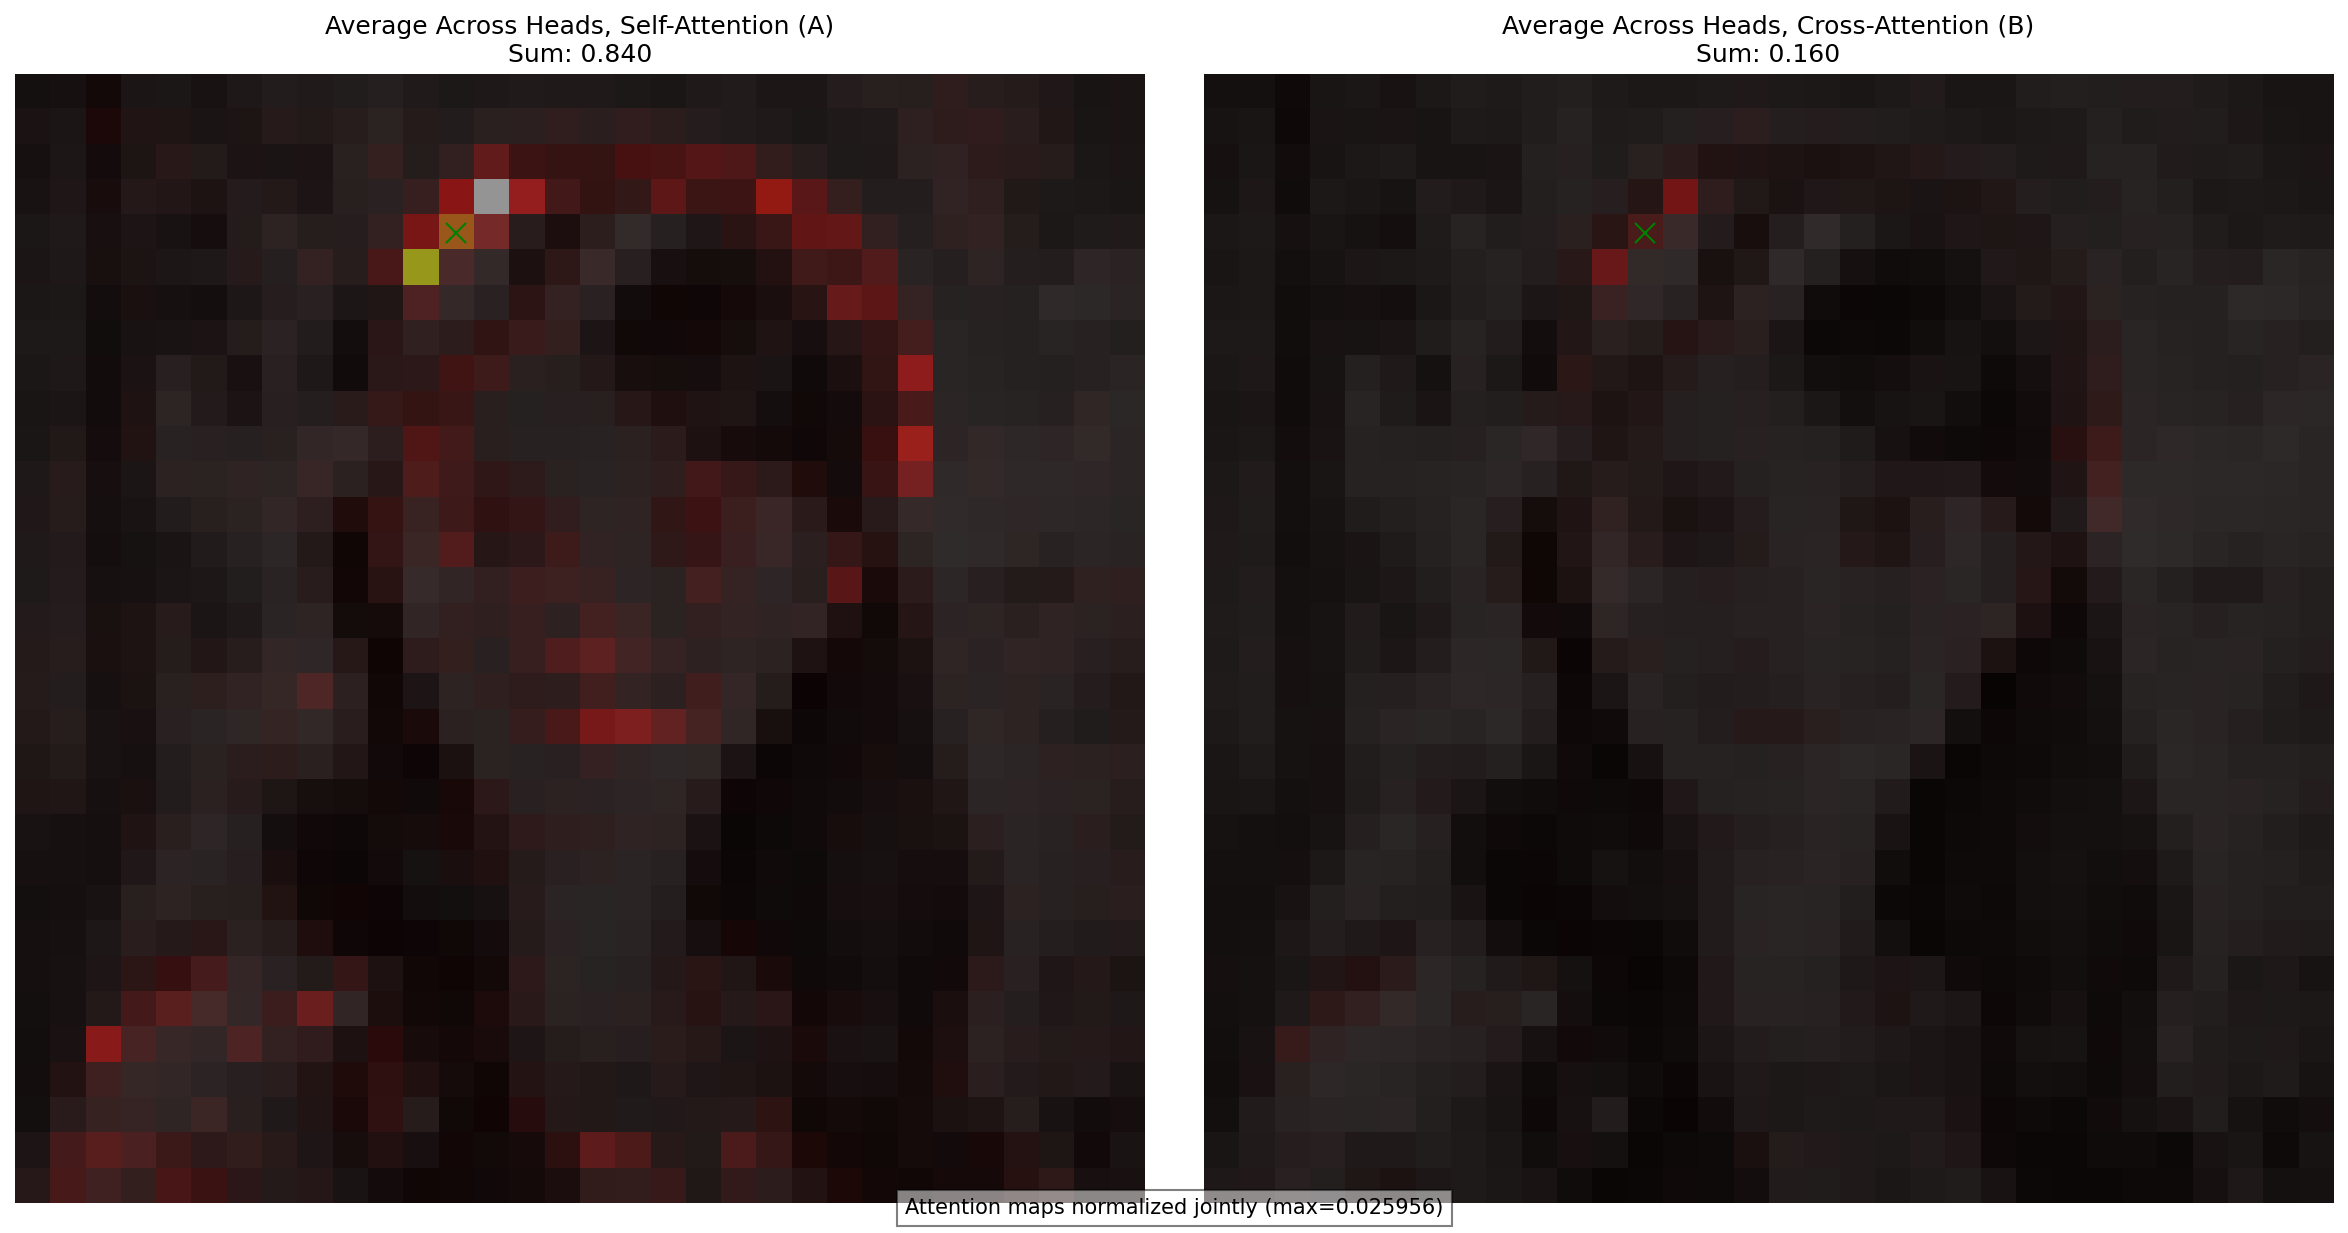 Average Across Heads, Self-Attention (A)
Sum: 0.840
Average Across Heads, Cross-Attention (B)
Sum: 0.160
Attention maps normalized jointly (max=0.025956)